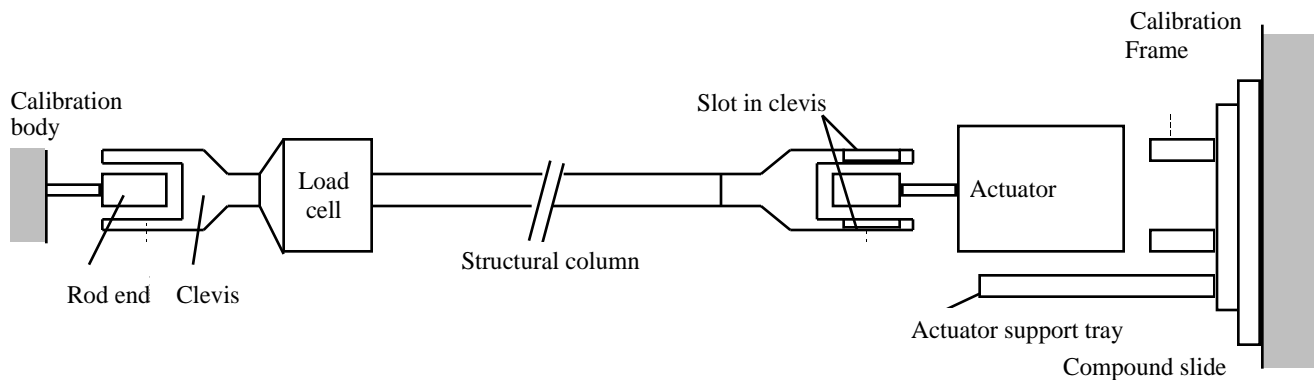 Calibration
Frame
Calibration
body
Slot in clevis
Load
cell
Actuator
Structural column
Rod end
Clevis
Actuator support tray
Compound slide